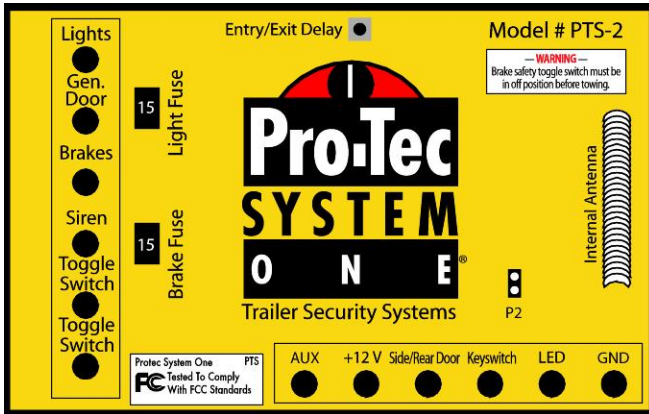 Lights
Gen.
Door
Brakes
Siren
Toggle
Switch
Toggle
Switch
15
Light Fuse
15
Brake Fuse
Entry/Exit Delay
Model # PTS-2
— WARNING —
Brake safety toggle switch must be
in off position before towing.
Pro-Tec
SYSTEM
ONE®
Trailer Security Systems
Internal Antenna
P2
Protec System One PTS
FC Tested To Comply
With FCC Standards
AUX +12 V Side/Rear Door Keyswitch LED GND